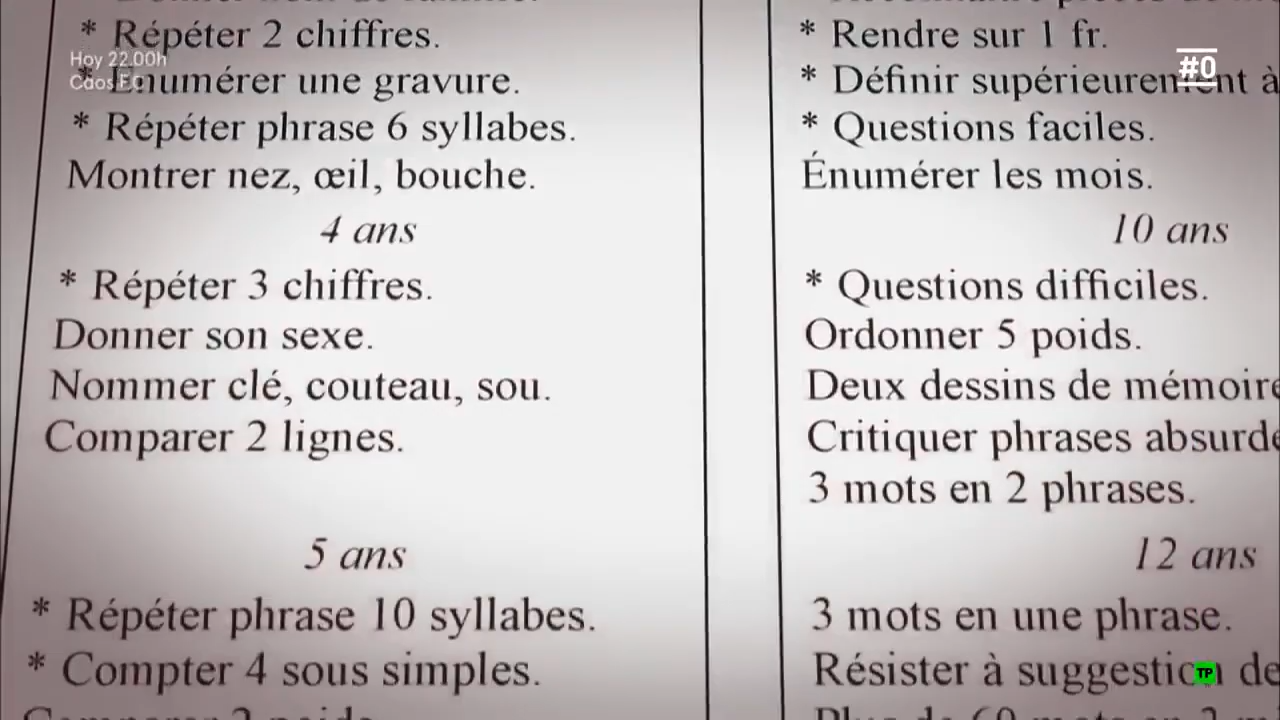 * Répéter 2 chiffres.
* Énumérer une gravure.
* Répéter phrase 6 syllabes.
Montrer nez, œil, bouche.
4 ans
* Répéter 3 chiffres.
Donner son sexe.
Nommer clé, couteau, sou.
Comparer 2 lignes.
5 ans
* Répéter phrase 10 syllabes.
* Compter 4 sous simples.
* Rendre sur 1 fr.
* Définir supérieurement à
* Questions faciles.
Énumérer les mois.
10 ans
* Questions difficiles.
Ordonner 5 poids.
Deux dessins de mémoire
Critiquer phrases absurde
3 mots en 2 phrases.
12 ans
3 mots en une phrase.
Résister à suggestion de
Hoy 22.00h
Caos F.C.
#0
TP